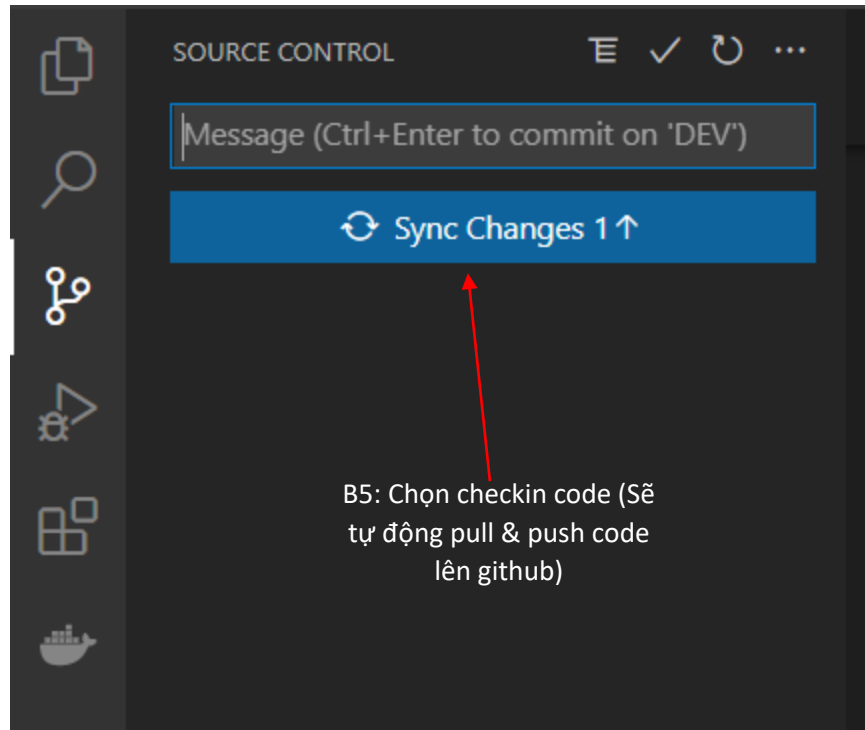 SOURCE CONTROL
Message (Ctrl+Enter to commit on 'DEV')
Sync Changes 1↑
B5: Chọn checkin code (Sẽ
tự động pull & push code
lên github)